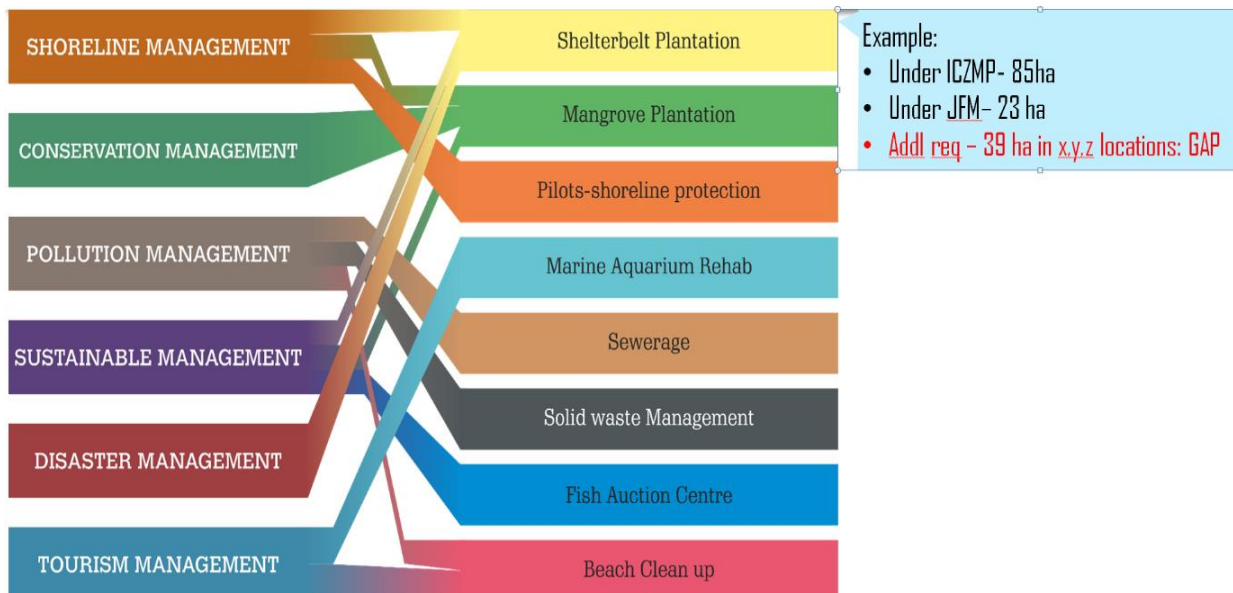 SHORELINE MANAGEMENT
CONSERVATION MANAGEMENT
POLLUTION MANAGEMENT
SUSTAINABLE MANAGEMENT
DISASTER MANAGEMENT
TOURISM MANAGEMENT
Shelterbelt Plantation
Mangrove Plantation
Pilots-shoreline protection
Marine Aquarium Rehab
Sewerage
Solid waste Management
Fish Auction Centre
Beach Clean up
Example:
• Under ICZMP- 85ha
• Under JFM– 23 ha
• Addl req – 39 ha in x,y,z locations: GAP